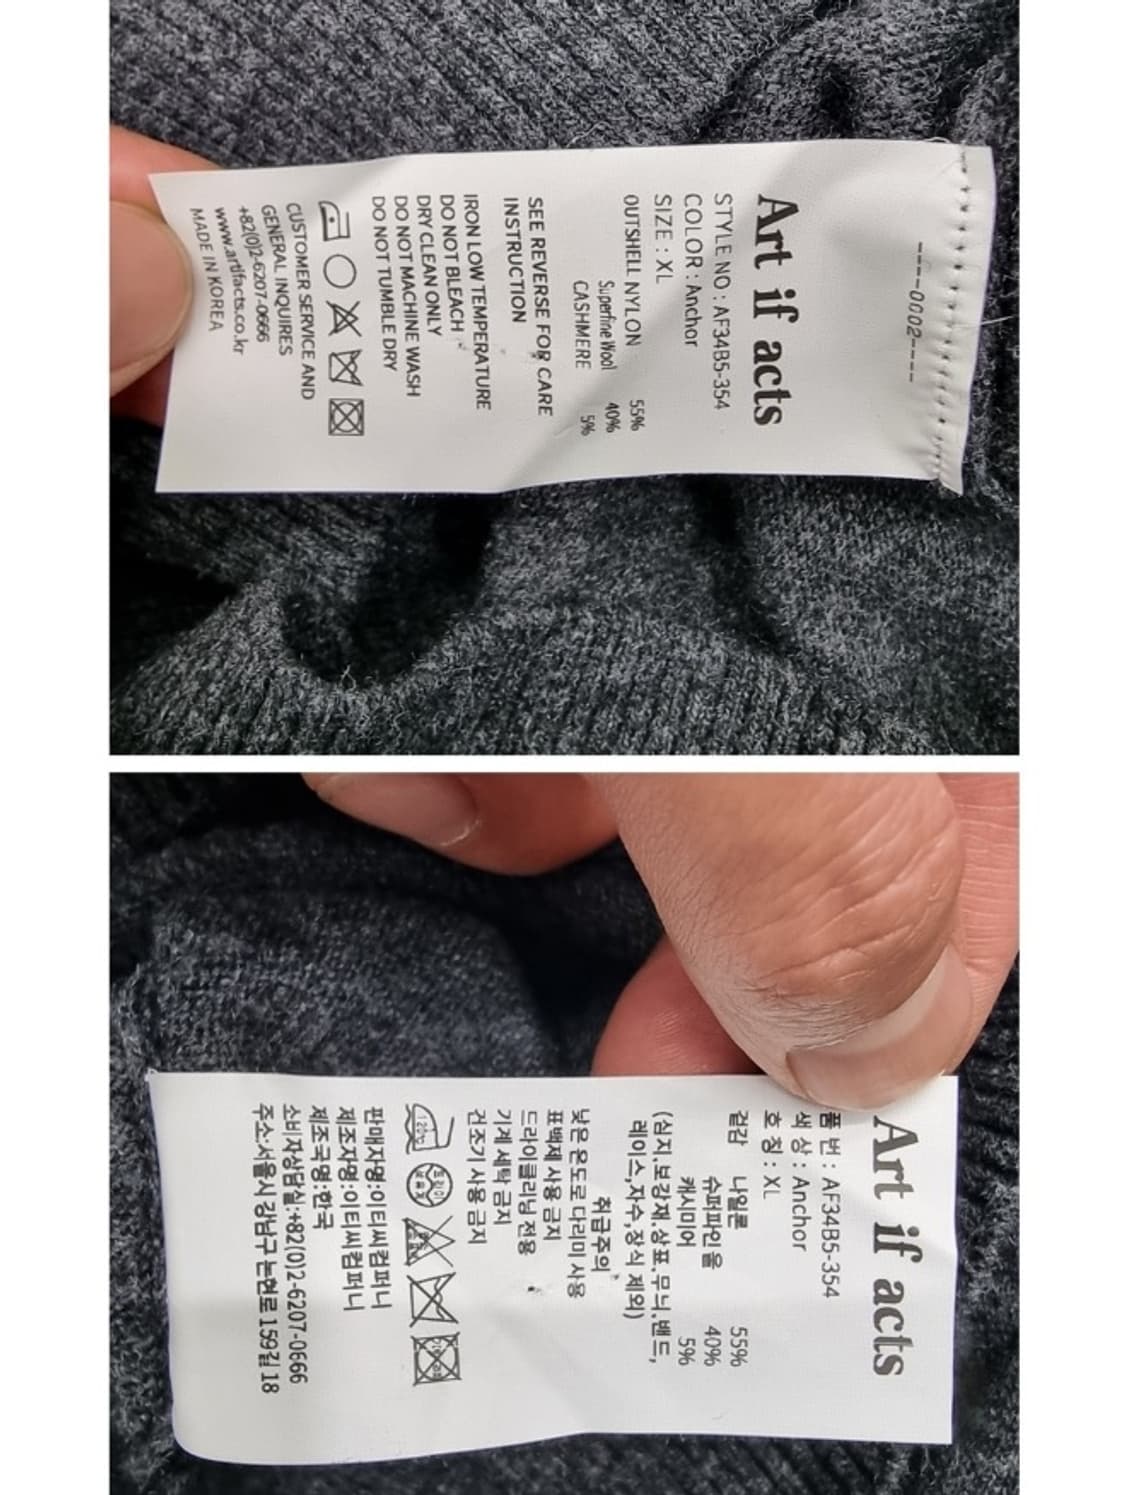 ----0002----
Art if acts
STYLE NO : AF34B5-354
COLOR : Anchor
SIZE : XL
OUTSHELL NYLON 55%
Superfine Wool 40%
CASHMERE 5%
SEE REVERSE FOR CARE
INSTRUCTION
IRON LOW TEMPERATURE
DO NOT BLEACH
DRY CLEAN ONLY
DO NOT MACHINE WASH
DO NOT TUMBLE DRY
CUSTOMER SERVICE AND
GENERAL INQUIRES
+82(0)2-6207-0666
www.artifacts.co.kr
MADE IN KOREA
Art if acts
품 번 : AF34B5-354
색 상 : Anchor
호 칭 : XL
겉감 나일론 55%
슈퍼파인울 40%
캐시미어 5%
(심지,보강재,상표,무늬,밴드,
레이스,자수,장식 제외)
취급주의
낮은 온도로 다리미 사용
표백제 사용 금지
드라이클리닝 전용
기계 세탁 금지
건조기 사용 금지
120℃
판매자명:이티씨컴퍼니
제조자명:이티씨컴퍼니
제조국명:한국
소비자상담실:+82(0)2-6207-0666
주소:서울시 강남구 논현로 159길 18